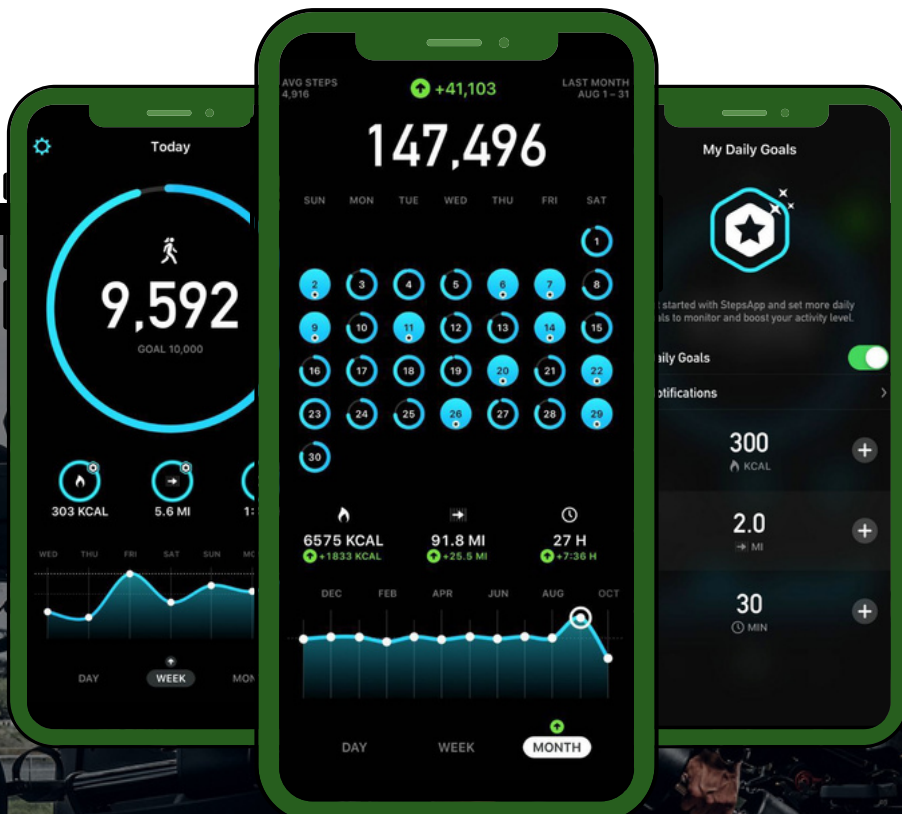 Today
9,592
GOAL 10,000
303 KCAL
5.6 MI
WED THU FRI SAT SUN
DAY WEEK
AVG STEPS
4,916
+41,103
LAST MONTH
AUG 1 – 31
147,496
SUN MON TUE WED THU FRI SAT
1
2 3 4 5 6 7 8
9 10 11 12 13 14 15
16 17 18 19 20 21 22
23 24 25 26 27 28 29
30
6575 KCAL 91.8 MI 27 H
+1833 KCAL +25.5 MI +7:36 H
DEC FEB APR JUN AUG OCT
DAY WEEK MONTH
My Daily Goals
started with StepsApp and set more daily
to monitor and boost your activity level.
Goals
300
KCAL
2.0
MI
30
MIN